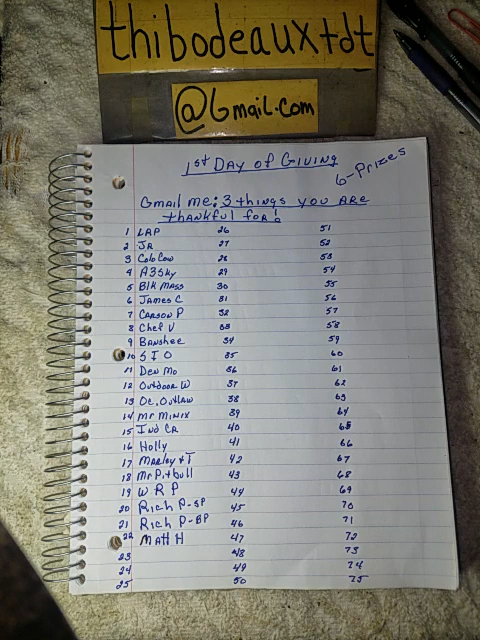 thibodeauxtdt
@Gmail.com
1st Day of Giving
6-Prizes
Gmail me: 3 things you are
thankful for!
1 LAP 26 51
2 JR 27 52
3 Colo Cow 28 53
4 A3Sky 29 54
5 Blk Mass 30 55
6 James C 31 56
7 Carson P 32 57
8 Chef V 33 58
9 Banshee 34 59
10 S I O 35 60
11 Dew Mo 36 61
12 Outdoor W 37 62
13 Oc. Outlaw 38 63
14 Mr Minix 39 64
15 Ind CR 40 65
16 Holly 41 66
17 Marley + T 42 67
18 Mr Pitbull 43 68
19 W R P 44 69
20 Rich P-SP 45 70
21 Rich P-BP 46 71
22 Matt H 47 72
23 48 73
24 49 74
25 50 75